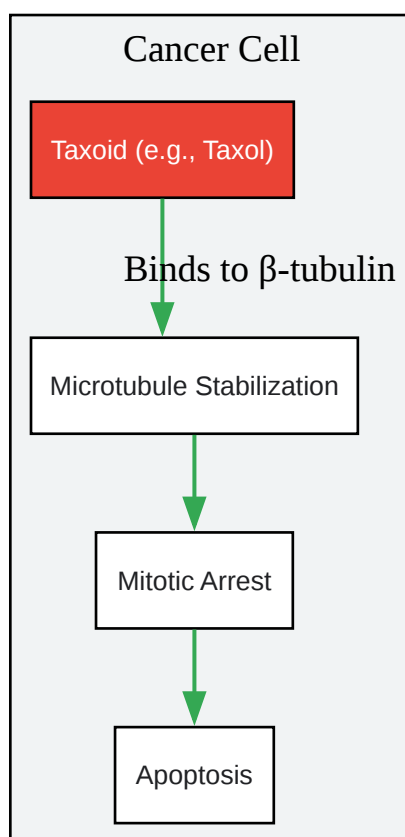 Cancer Cell
Taxoid (e.g., Taxol)
Binds to β-tubulin
Microtubule Stabilization
Mitotic Arrest
Apoptosis